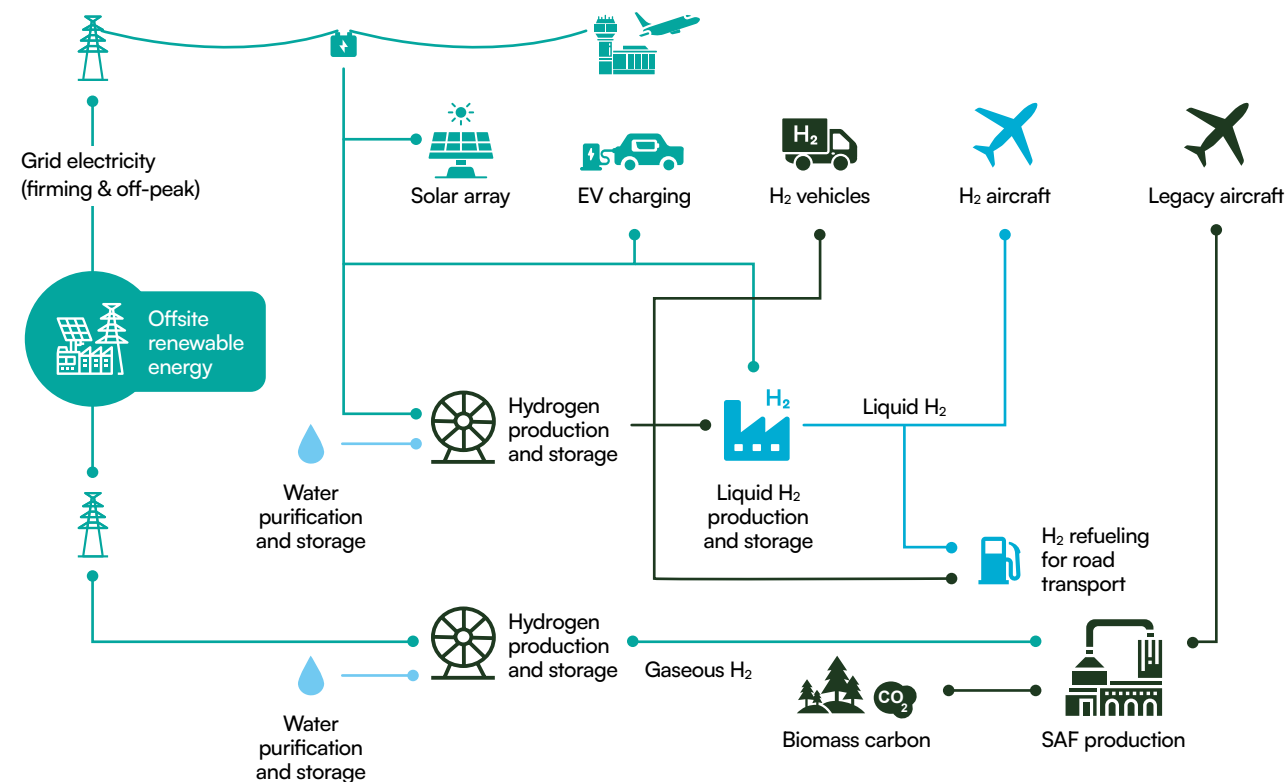 Grid electricity
(firming & off-peak)
Solar array
EV charging
H₂ vehicles
H₂ aircraft
Legacy aircraft
H₂
Offsite
renewable
energy
Hydrogen
production
and storage
H₂
Liquid H₂
Water
purification
and storage
Liquid H₂
production
and storage
H₂ refueling
for road
transport
Hydrogen
production
and storage
Gaseous H₂
CO₂
Water
purification
and storage
Biomass carbon
SAF production